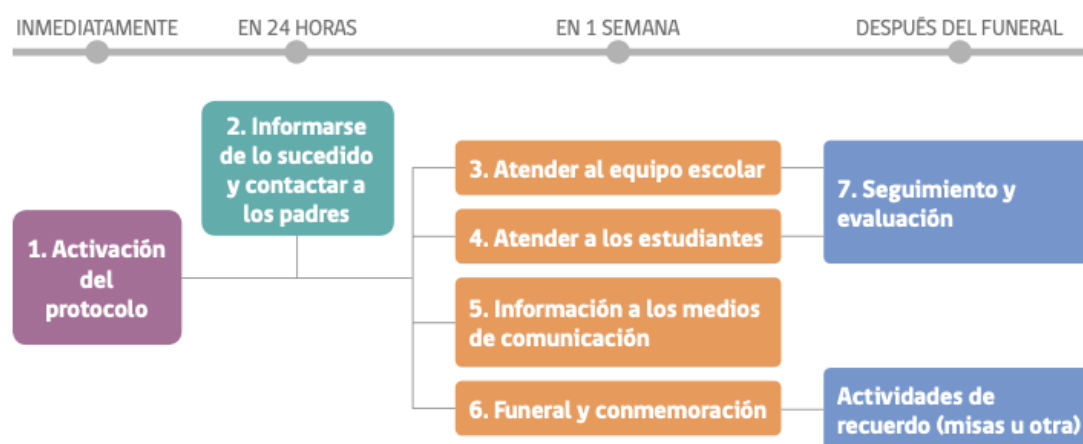 INMEDIATAMENTE
EN 24 HORAS
EN 1 SEMANA
DESPUÉS DEL FUNERAL
1. Activación
del
protocolo
2. Informarse
de lo sucedido
y contactar a
los padres
3. Atender al equipo escolar
4. Atender a los estudiantes
5. Información a los medios
de comunicación
6. Funeral y conmemoración
7. Seguimiento y
evaluación
Actividades de
recuerdo (misas u otra)